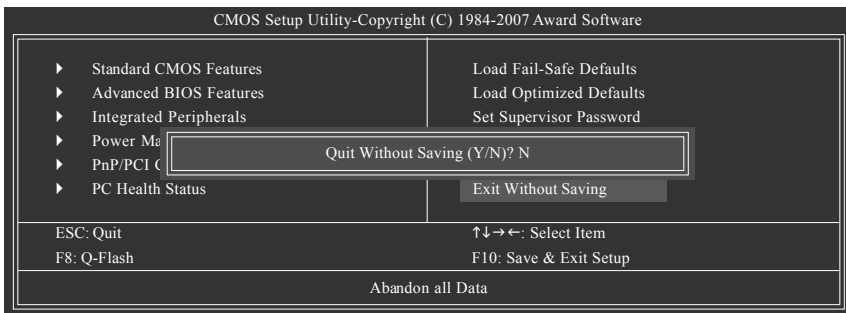 CMOS Setup Utility-Copyright (C) 1984-2007 Award Software
Standard CMOS Features
Advanced BIOS Features
Integrated Peripherals
Power Ma
PnP/PCI
PC Health Status
Load Fail-Safe Defaults
Load Optimized Defaults
Set Supervisor Password
Exit Without Saving
Quit Without Saving (Y/N)? N
ESC: Quit
F8: Q-Flash
↑↓→←: Select Item
F10: Save & Exit Setup
Abandon all Data